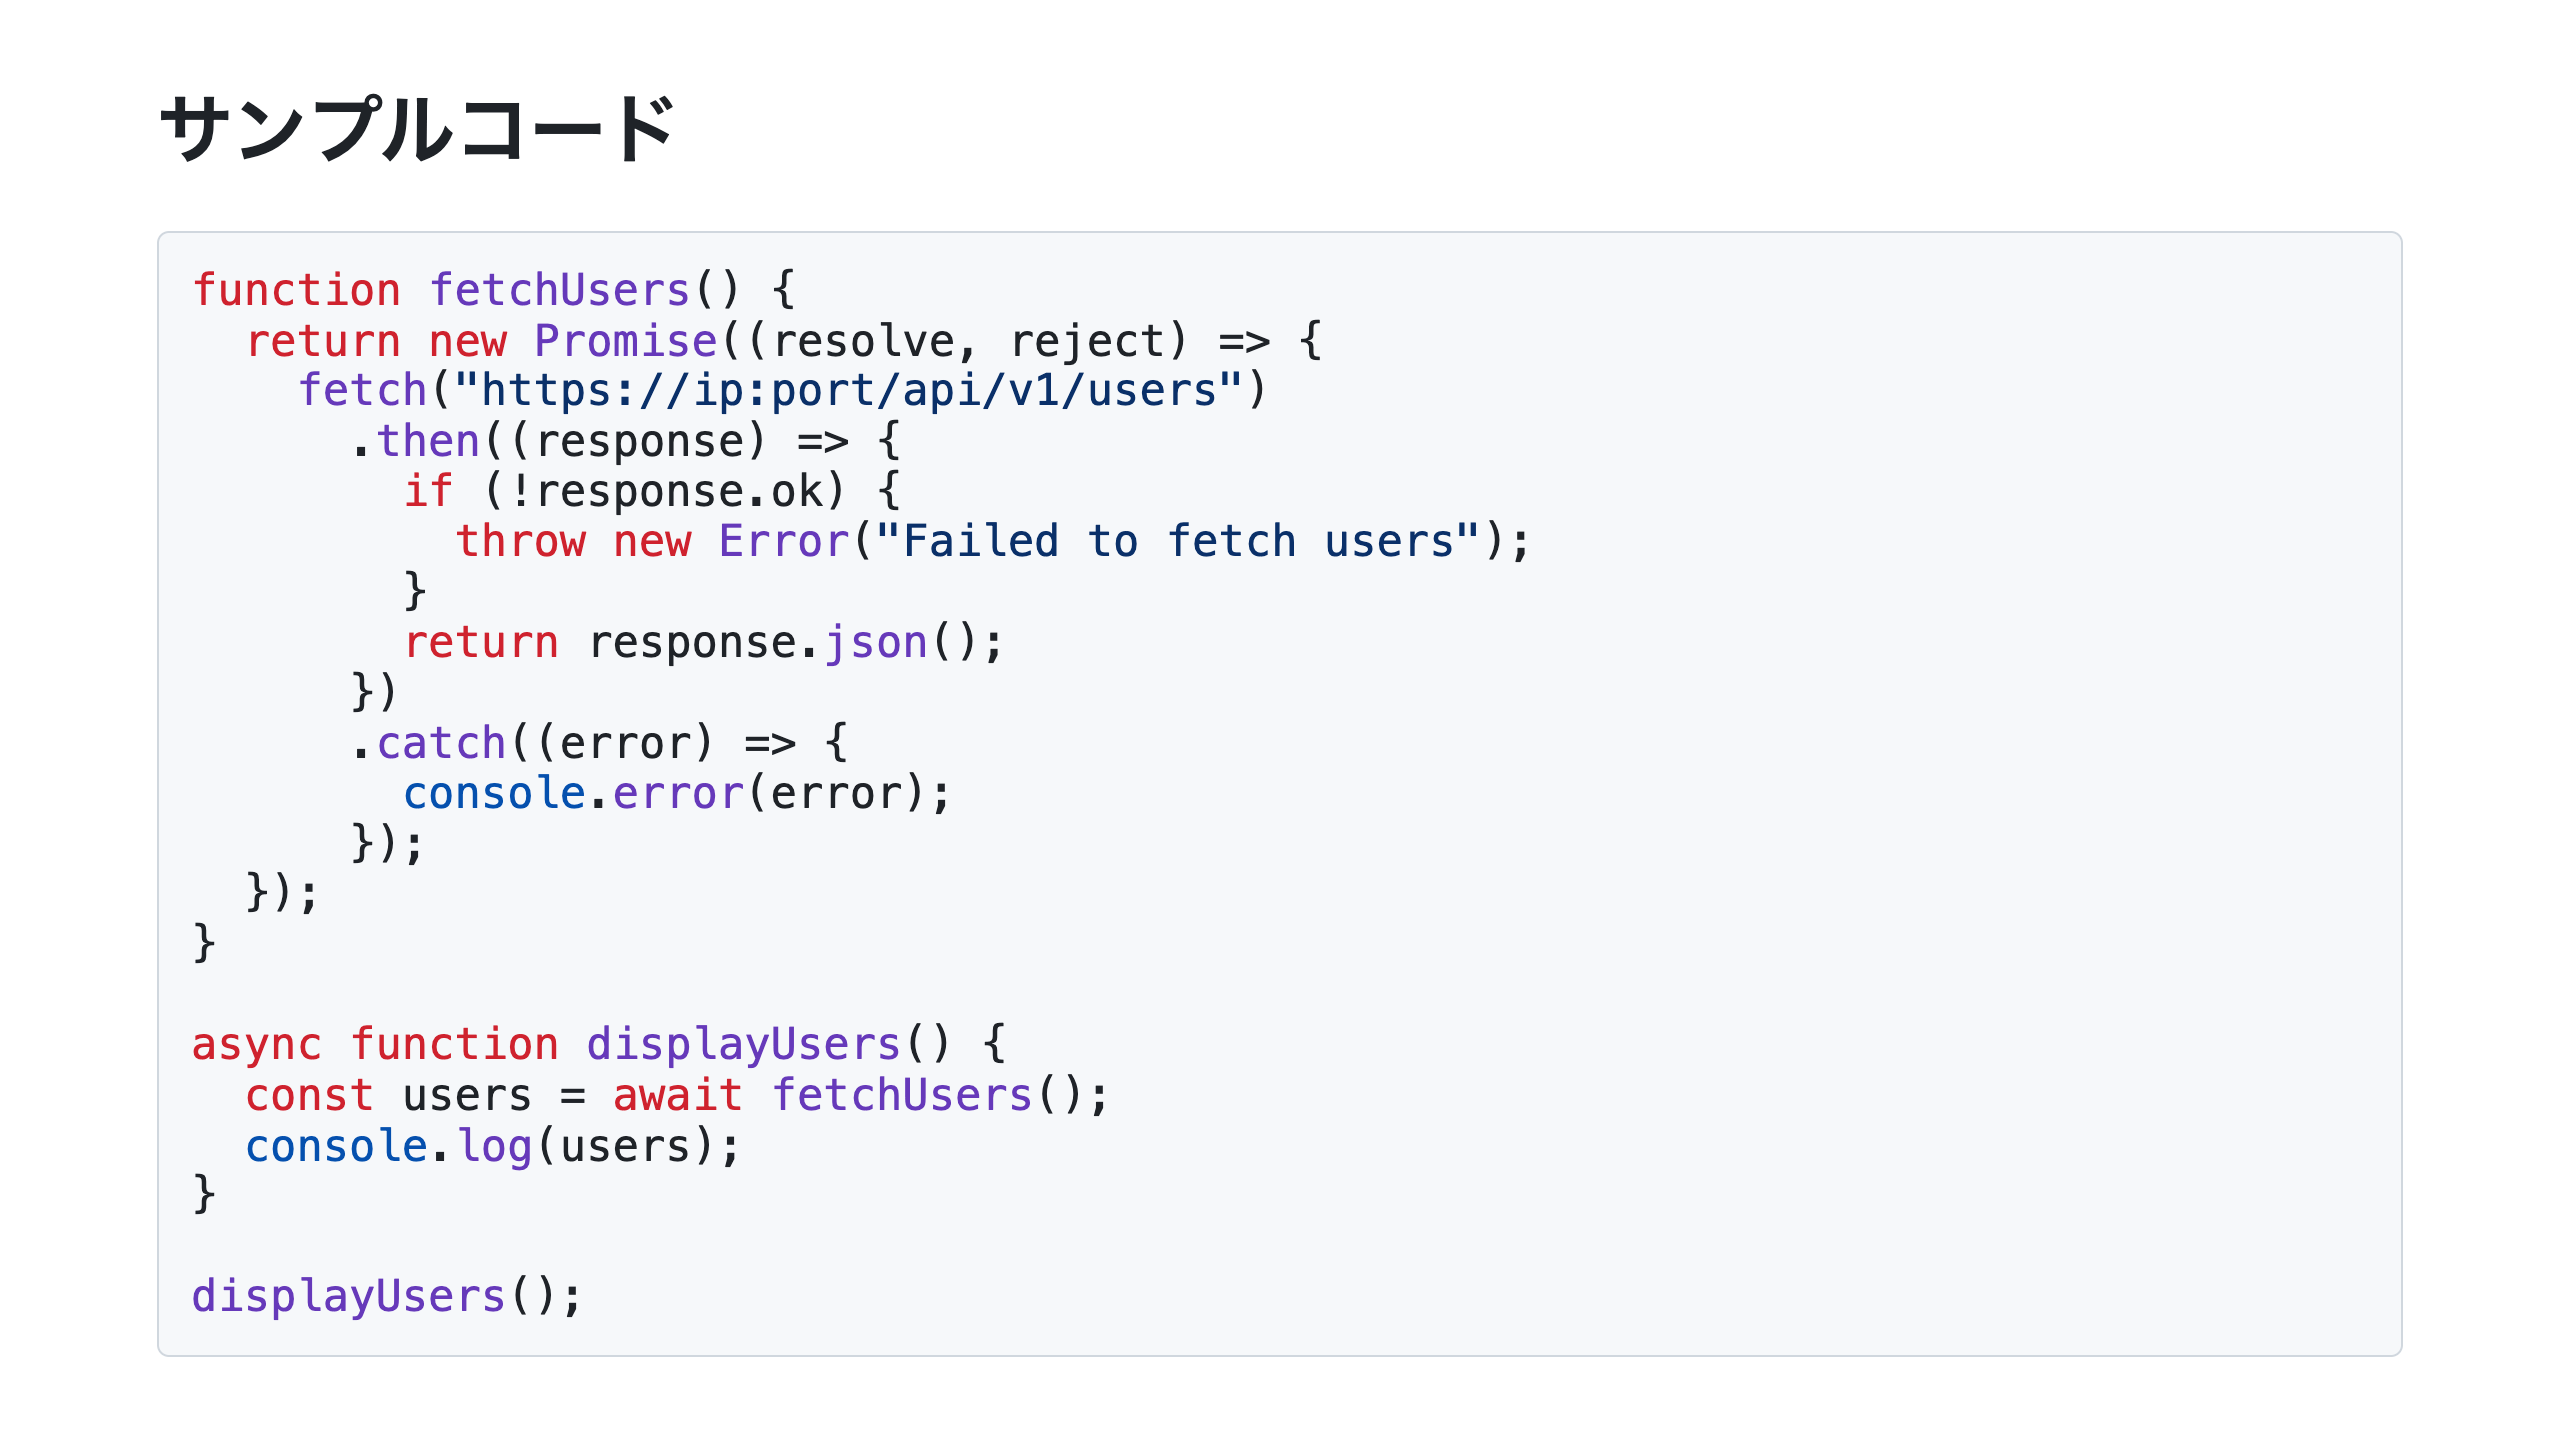 サンプルコード
function fetchUsers() {
  return new Promise((resolve, reject) => {
    fetch("https://ip:port/api/v1/users")
      .then((response) => {
        if (!response.ok) {
          throw new Error("Failed to fetch users");
        }
        return response.json();
      })
      .catch((error) => {
        console.error(error);
      });
  });
}

async function displayUsers() {
  const users = await fetchUsers();
  console.log(users);
}

displayUsers();